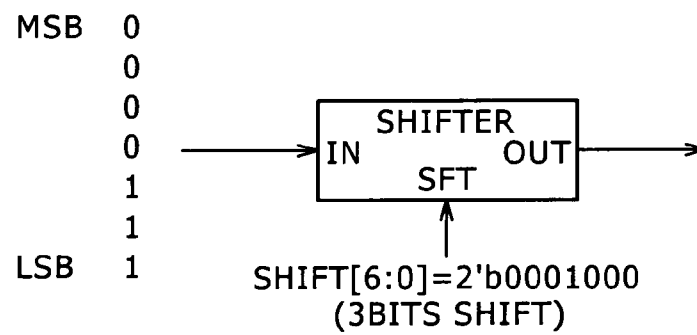 MSB 0
0
0
0
1
1
LSB 1
SHIFTER
IN OUT
SFT
SHIFT[6:0]=2'b0001000
(3BITS SHIFT)